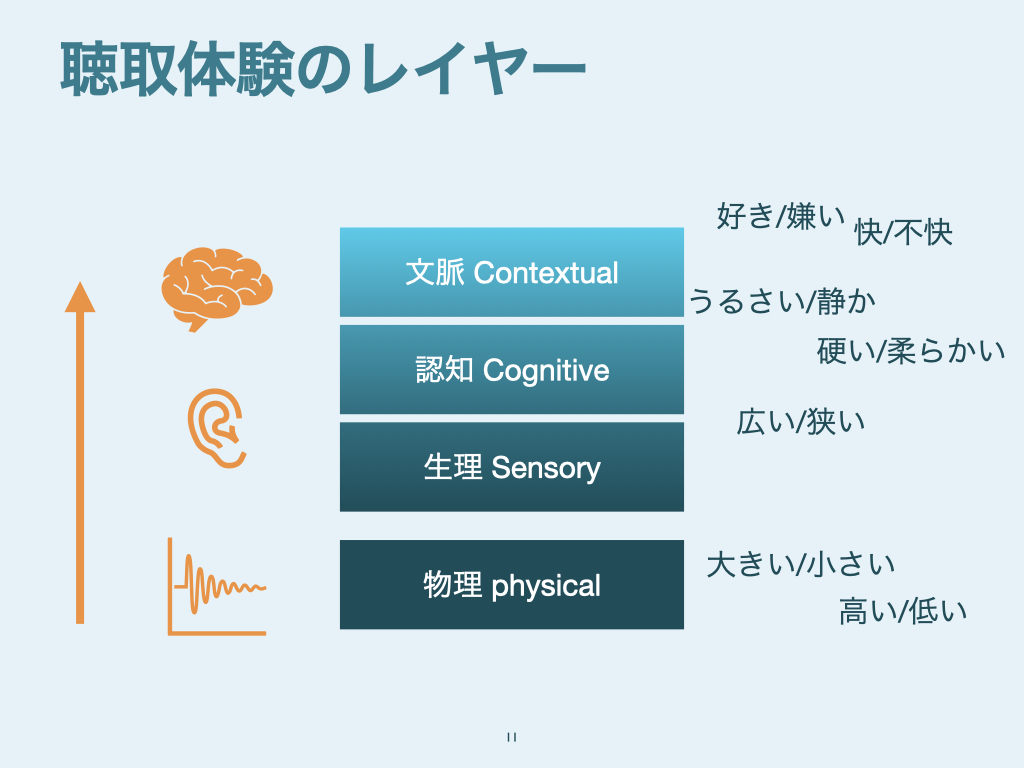 聴取体験のレイヤー
好き/嫌い
快/不快
文脈 Contextual
うるさい/静か
硬い/柔らかい
認知 Cognitive
広い/狭い
生理 Sensory
大きい/小さい
物理 physical
高い/低い
11